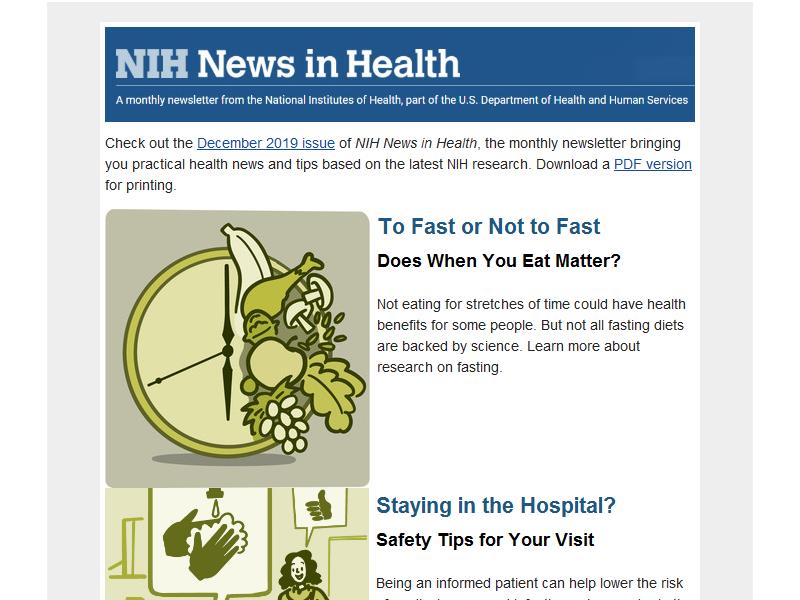 NIH News in Health
A monthly newsletter from the National Institutes of Health, part of the U.S. Department of Health and Human Services
Check out the December 2019 issue of NIH News in Health, the monthly newsletter bringing
you practical health news and tips based on the latest NIH research. Download a PDF version
for printing.
To Fast or Not to Fast
Does When You Eat Matter?
Not eating for stretches of time could have health
benefits for some people. But not all fasting diets
are backed by science. Learn more about
research on fasting.
Staying in the Hospital?
Safety Tips for Your Visit
Being an informed patient can help lower the risk